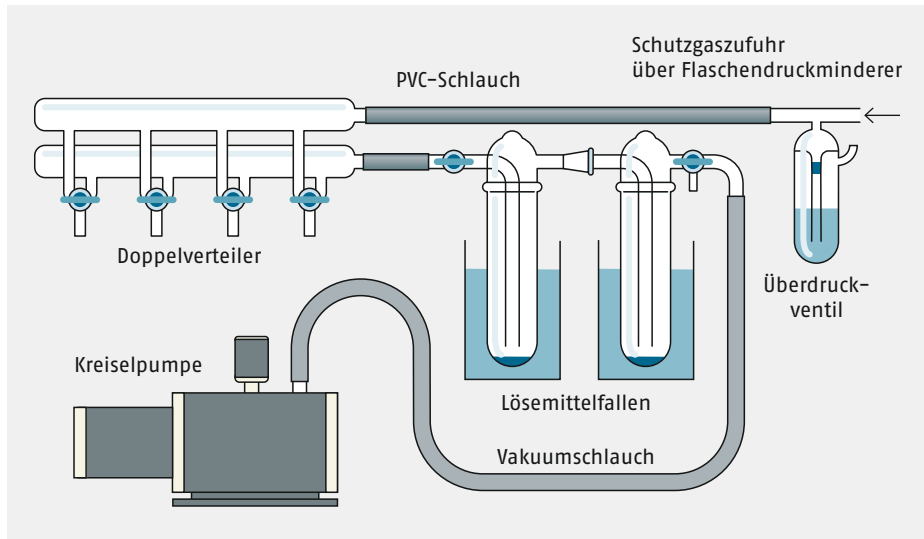 Schutzgaszufuhr
über Flaschendruckminderer
PVC-Schlauch
Doppelverteiler
Überdruck-
ventil
Kreiselpumpe
Lösemittelfallen
Vakuumschlauch